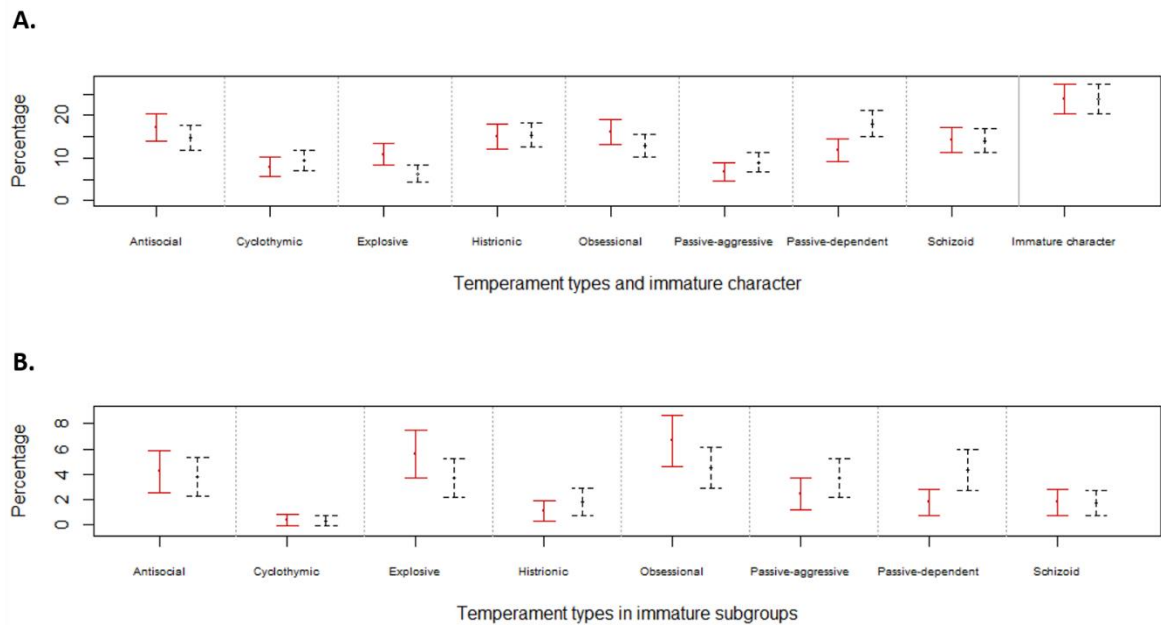 A.
Percentage
20
10
0
Antisocial Cyclothymic Explosive Histrionic Obsessional Passive-aggressive Passive-dependent Schizoid Immature character
Temperament types and immature character
B.
Percentage
8
6
4
2
0
Antisocial Cyclothymic Explosive Histrionic Obsessional Passive-aggressive Passive-dependent Schizoid
Temperament types in immature subgroups